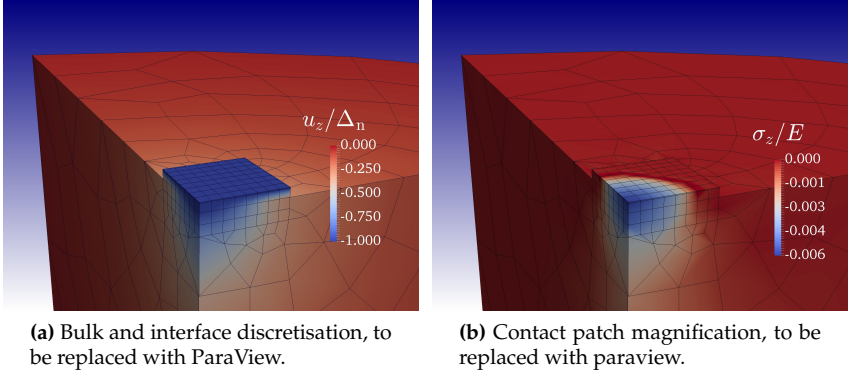 u_z/Δ_n
0.000
-0.250
-0.500
-0.750
-1.000
σ_z/E
0.000
-0.001
-0.003
-0.004
-0.006
(a) Bulk and interface discretisation, to
be replaced with ParaView.
(b) Contact patch magnification, to be
replaced with paraview.